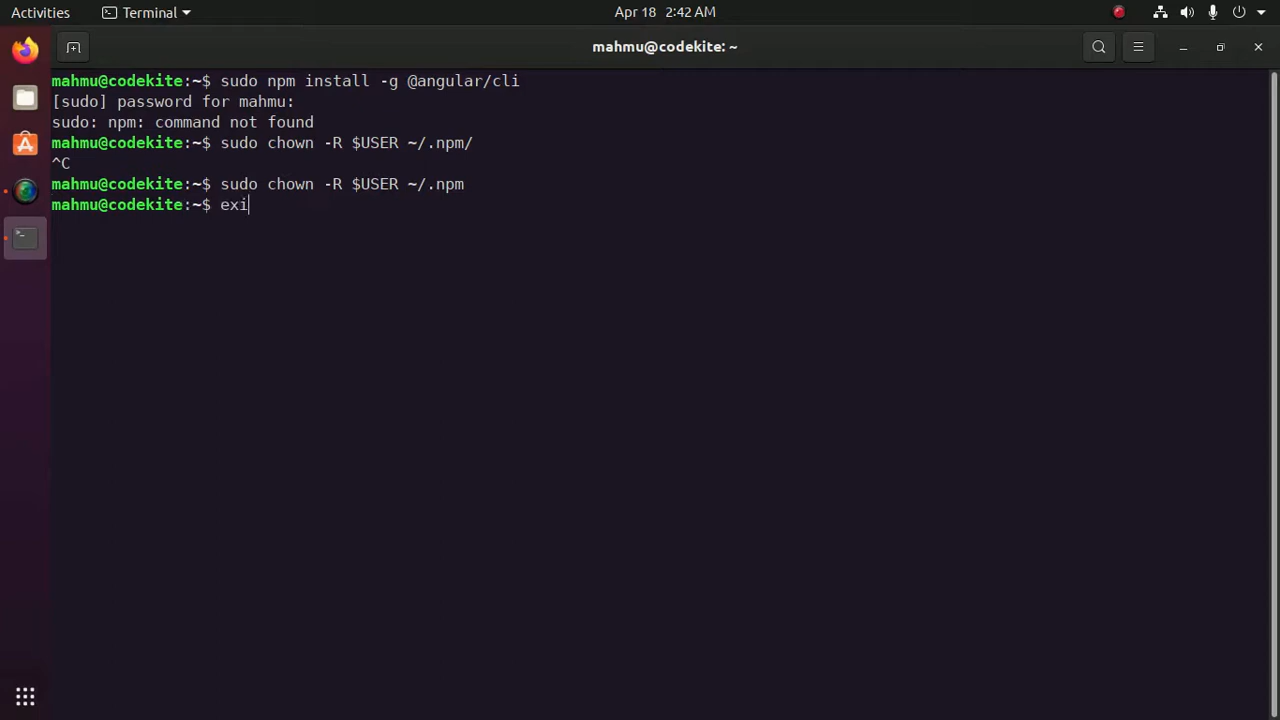 Activities Terminal Apr 18 2:42 AM
mahmu@codekite: ~
mahmu@codekite:~$ sudo npm install -g @angular/cli
[sudo] password for mahmu:
sudo: npm: command not found
mahmu@codekite:~$ sudo chown -R $USER ~/.npm/
^C
mahmu@codekite:~$ sudo chown -R $USER ~/.npm
mahmu@codekite:~$ exi